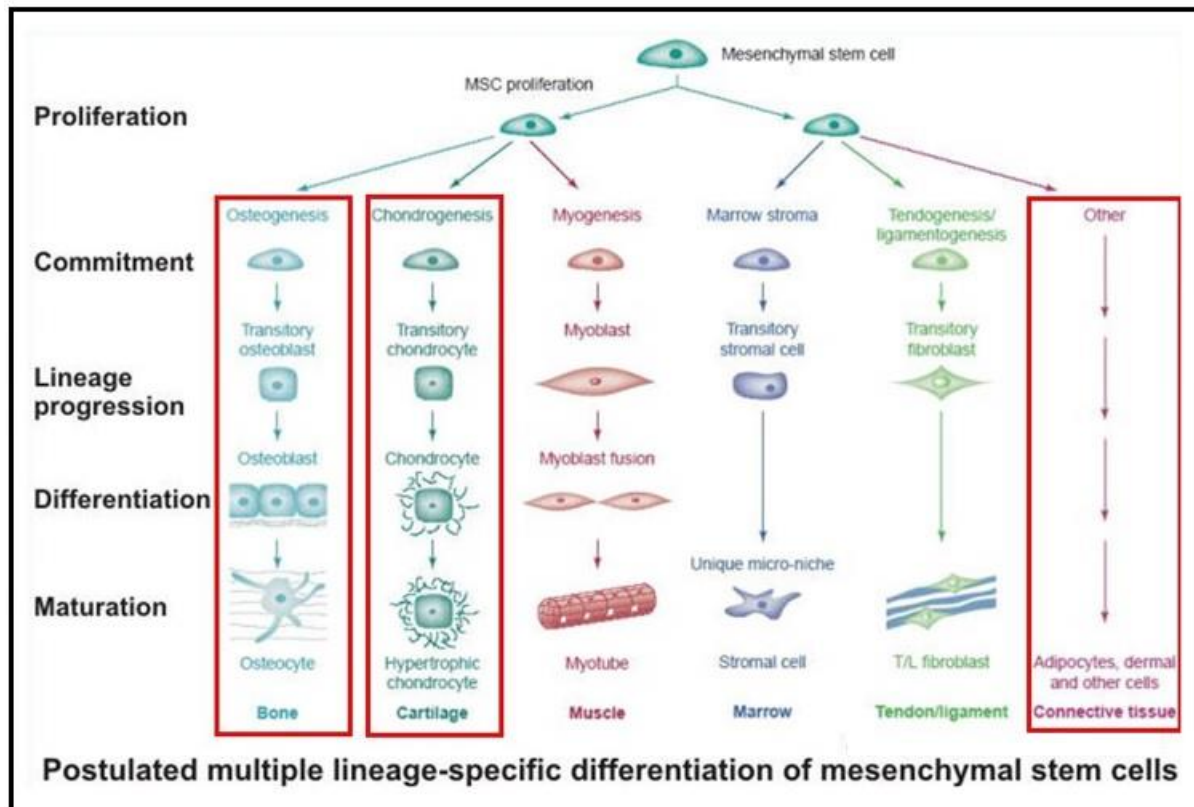 Mesenchymal stem cell
MSC proliferation
Proliferation
Osteogenesis
Chondrogenesis
Myogenesis
Marrow stroma
Tendogenesis/
ligamentogenesis
Other
Commitment
Transitory
osteoblast
Transitory
chondrocyte
Myoblast
Transitory
stromal cell
Transitory
fibroblast
Lineage
progression
Osteoblast
Chondrocyte
Myoblast fusion
Differentiation
Unique micro-niche
Maturation
Osteocyte
Hypertrophic
chondrocyte
Myotube
Stromal cell
T/L fibroblast
Adipocytes, dermal
and other cells
Bone
Cartilage
Muscle
Marrow
Tendon/ligament
Connective tissue
Postulated multiple lineage-specific differentiation of mesenchymal stem cells